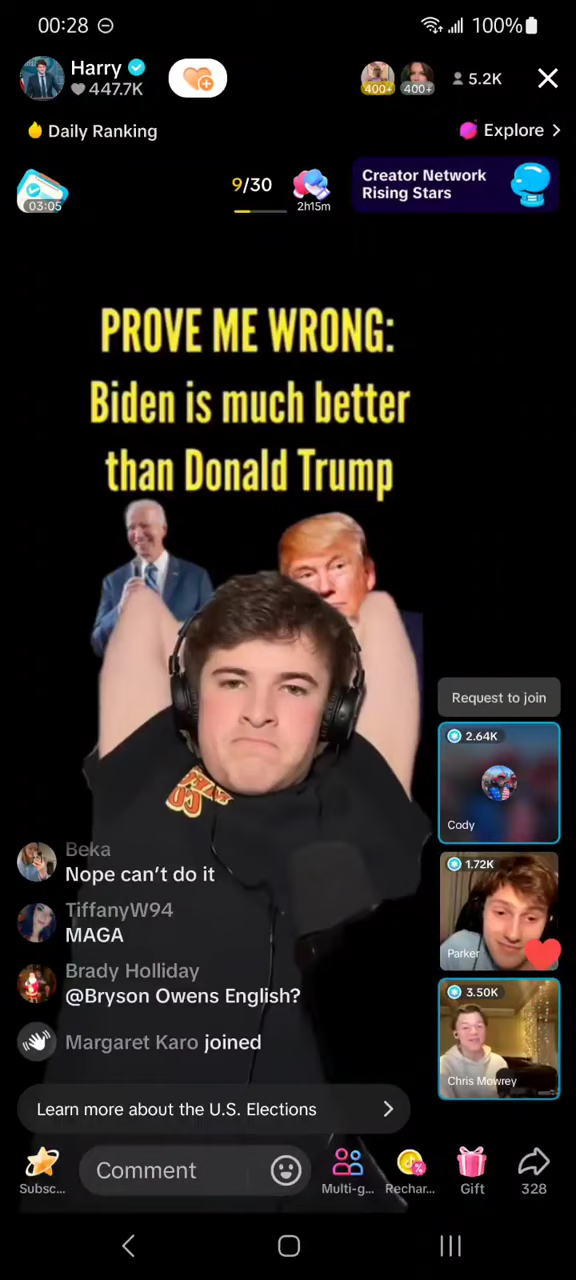 00:28
100%
Harry
447.7K
400+
400+
5.2K
Daily Ranking
Explore >
03:05
9/30
2h15m
Creator Network
Rising Stars
PROVE ME WRONG:
Biden is much better
than Donald Trump
Request to join
2.64K
Cody
1.72K
Parker
3.50K
Chris Mowrey
Beka
Nope can't do it
TiffanyW94
MAGA
Brady Holliday
@Bryson Owens English?
Margaret Karo joined
Learn more about the U.S. Elections
Subsc...
Comment
Multi-g...
Rechar...
Gift
328